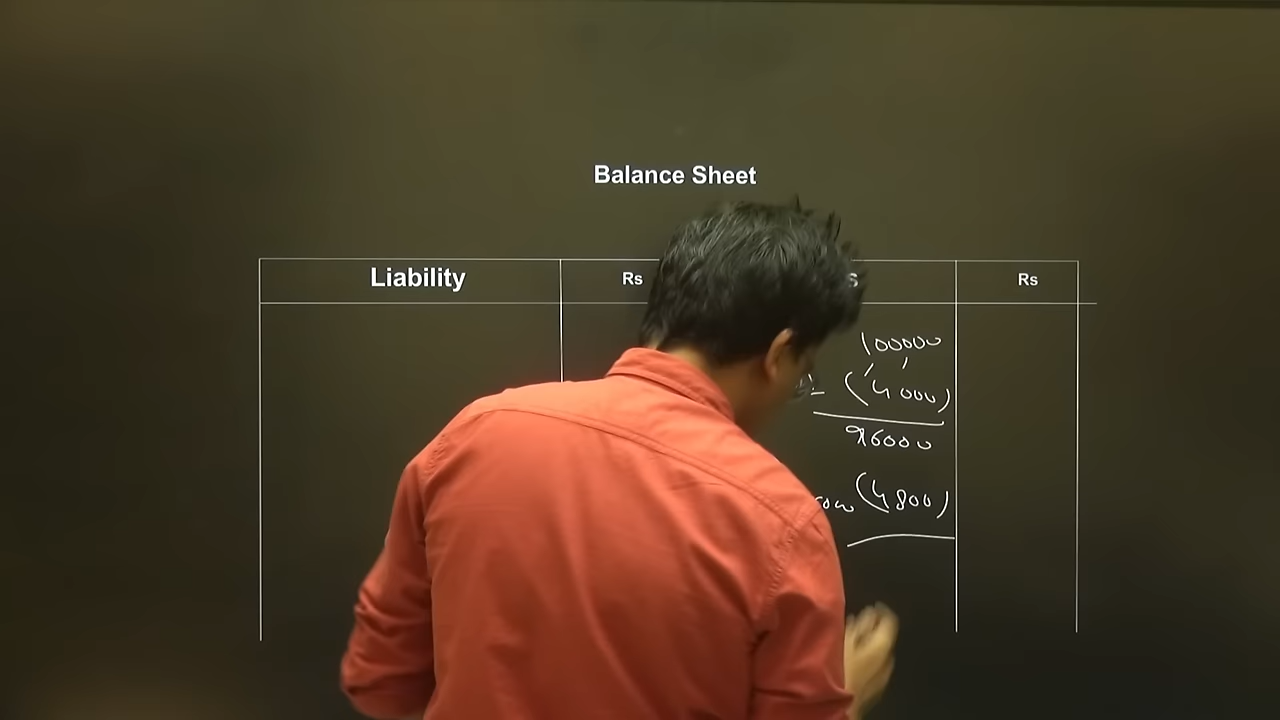 Balance Sheet
Liability Rs s Rs
100000
(4000)
96000
(4800)